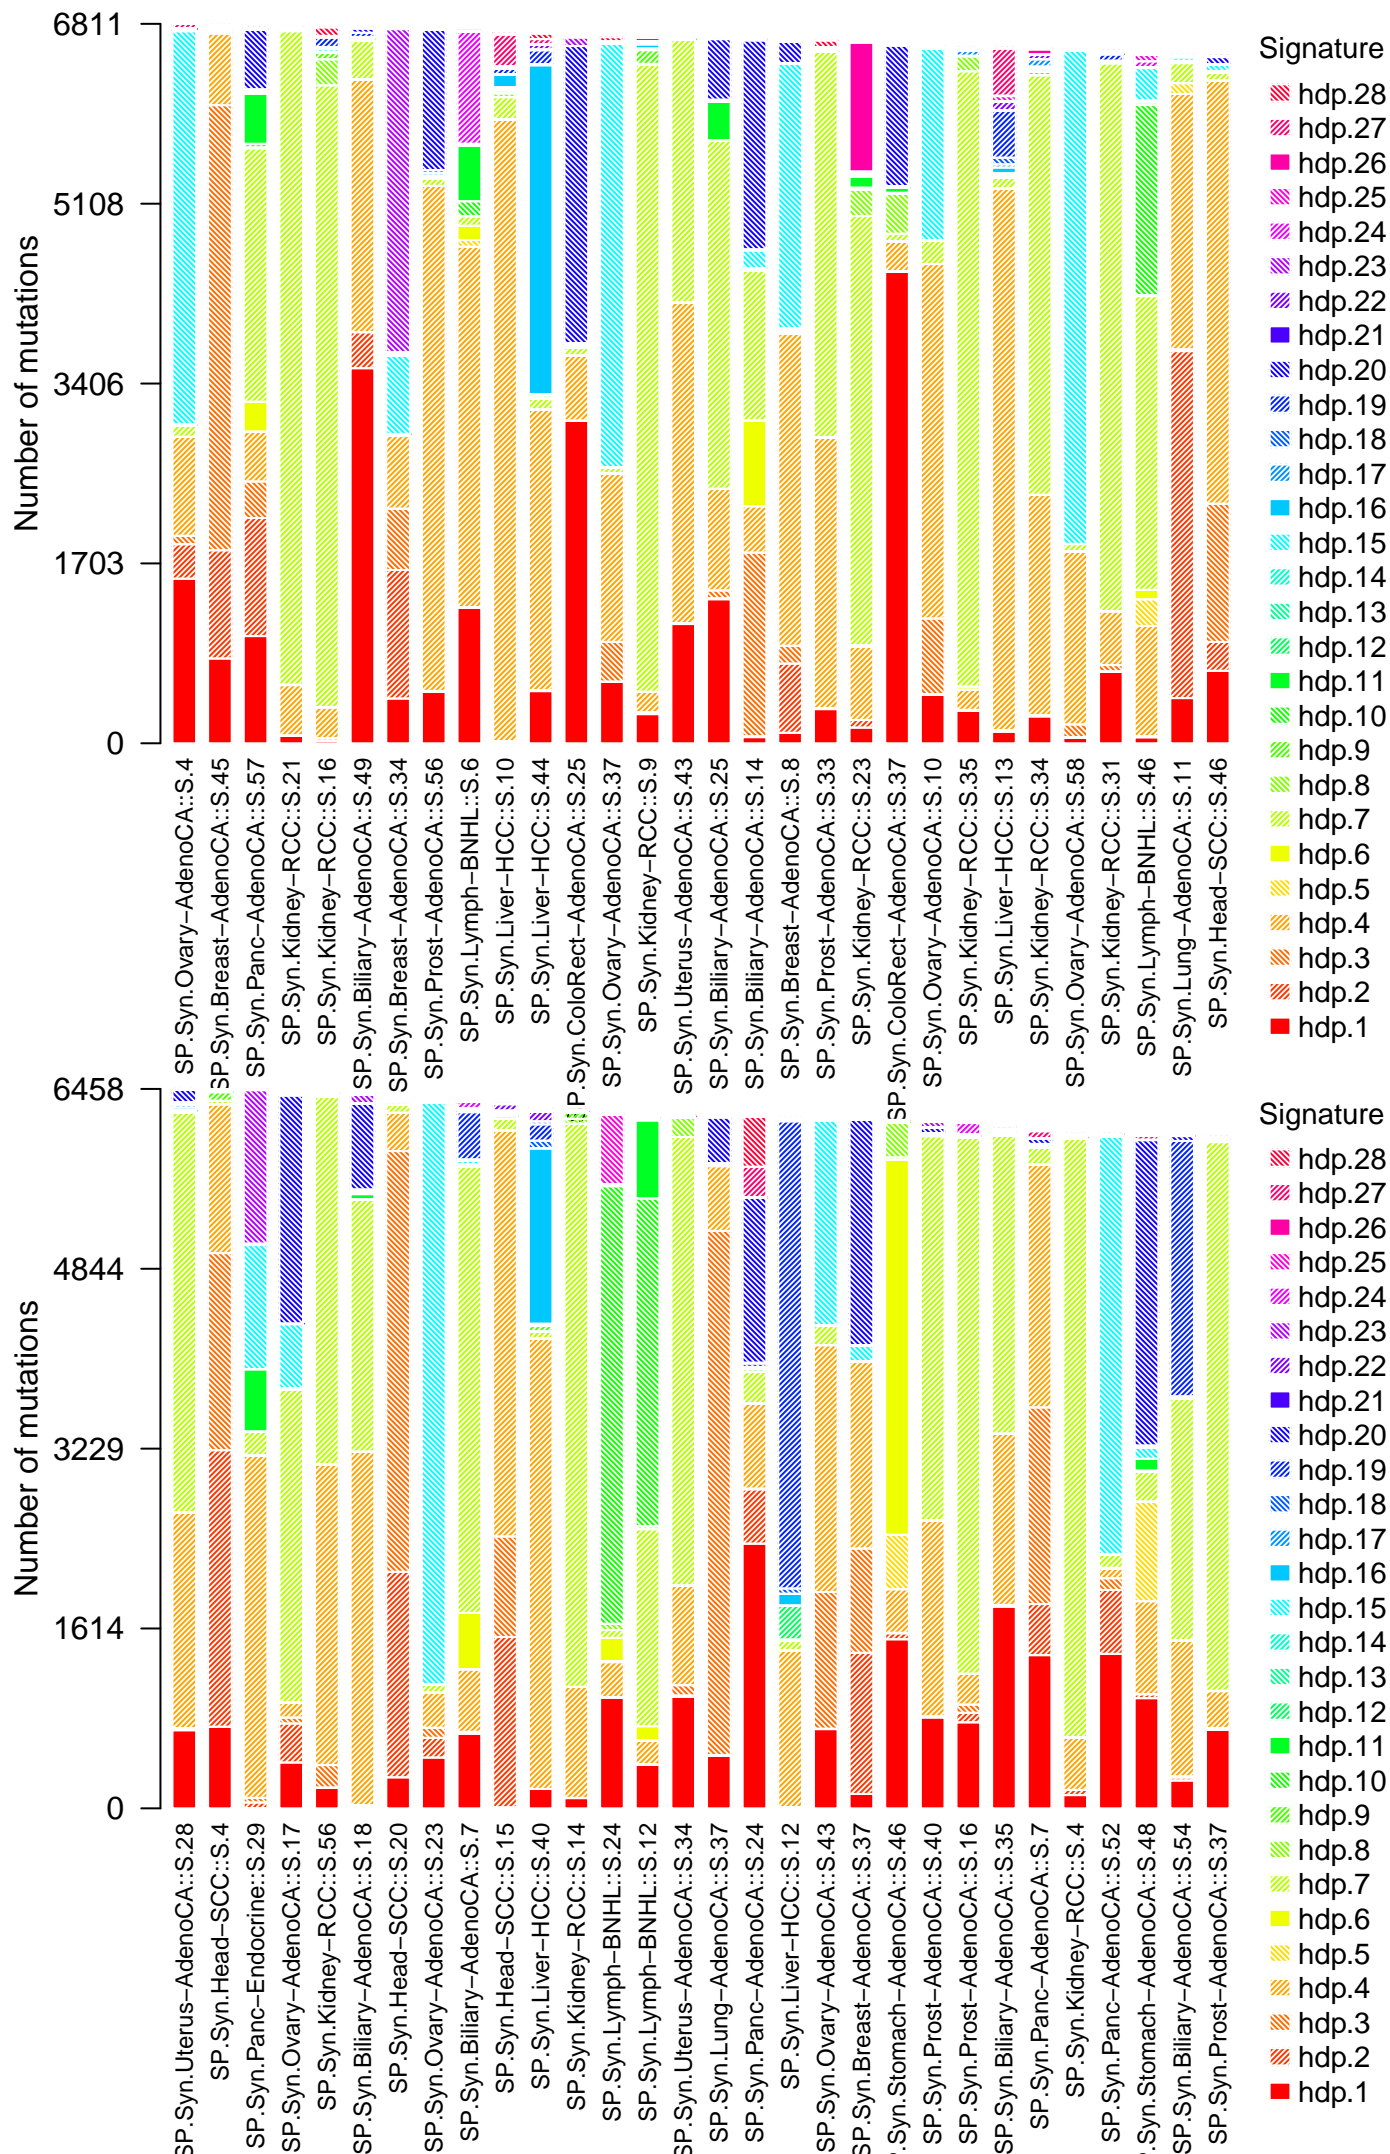 Number of mutations
6811
5108
3406
1703
0
SP.Syn.Ovary−AdenoCA::S.4
SP.Syn.Breast−AdenoCA::S.45
SP.Syn.Panc−AdenoCA::S.57
SP.Syn.Kidney−RCC::S.21
SP.Syn.Kidney−RCC::S.16
SP.Syn.Biliary−AdenoCA::S.49
SP.Syn.Breast−AdenoCA::S.34
SP.Syn.Prost−AdenoCA::S.56
SP.Syn.Lymph−BNHL::S.6
SP.Syn.Liver−HCC::S.10
SP.Syn.Liver−HCC::S.44
P.Syn.ColoRect−AdenoCA::S.25
SP.Syn.Ovary−AdenoCA::S.37
SP.Syn.Kidney−RCC::S.9
SP.Syn.Uterus−AdenoCA::S.43
SP.Syn.Biliary−AdenoCA::S.25
SP.Syn.Biliary−AdenoCA::S.14
SP.Syn.Breast−AdenoCA::S.8
SP.Syn.Prost−AdenoCA::S.33
SP.Syn.Kidney−RCC::S.23
SP.Syn.ColoRect−AdenoCA::S.37
SP.Syn.Ovary−AdenoCA::S.10
SP.Syn.Kidney−RCC::S.35
SP.Syn.Liver−HCC::S.13
SP.Syn.Kidney−RCC::S.34
SP.Syn.Ovary−AdenoCA::S.58
SP.Syn.Kidney−RCC::S.31
SP.Syn.Lymph−BNHL::S.46
SP.Syn.Lung−AdenoCA::S.11
SP.Syn.Head−SCC::S.46
Signature
hdp.28
hdp.27
hdp.26
hdp.25
hdp.24
hdp.23
hdp.22
hdp.21
hdp.20
hdp.19
hdp.18
hdp.17
hdp.16
hdp.15
hdp.14
hdp.13
hdp.12
hdp.11
hdp.10
hdp.9
hdp.8
hdp.7
hdp.6
hdp.5
hdp.4
hdp.3
hdp.2
hdp.1
Number of mutations
6458
4844
3229
1614
0
SP.Syn.Uterus−AdenoCA::S.28
SP.Syn.Head−SCC::S.4
SP.Syn.Panc−Endocrine::S.29
SP.Syn.Ovary−AdenoCA::S.17
SP.Syn.Kidney−RCC::S.56
SP.Syn.Biliary−AdenoCA::S.18
SP.Syn.Head−SCC::S.20
SP.Syn.Ovary−AdenoCA::S.23
SP.Syn.Biliary−AdenoCA::S.7
SP.Syn.Head−SCC::S.15
SP.Syn.Liver−HCC::S.40
SP.Syn.Kidney−RCC::S.14
SP.Syn.Lymph−BNHL::S.24
SP.Syn.Lymph−BNHL::S.12
SP.Syn.Uterus−AdenoCA::S.34
SP.Syn.Lung−AdenoCA::S.37
SP.Syn.Panc−AdenoCA::S.24
SP.Syn.Liver−HCC::S.12
SP.Syn.Ovary−AdenoCA::S.43
SP.Syn.Breast−AdenoCA::S.37
P.Syn.Stomach−AdenoCA::S.46
SP.Syn.Prost−AdenoCA::S.40
SP.Syn.Prost−AdenoCA::S.16
SP.Syn.Biliary−AdenoCA::S.35
SP.Syn.Panc−AdenoCA::S.7
SP.Syn.Kidney−RCC::S.4
SP.Syn.Panc−AdenoCA::S.52
P.Syn.Stomach−AdenoCA::S.48
SP.Syn.Biliary−AdenoCA::S.54
SP.Syn.Prost−AdenoCA::S.37
Signature
hdp.28
hdp.27
hdp.26
hdp.25
hdp.24
hdp.23
hdp.22
hdp.21
hdp.20
hdp.19
hdp.18
hdp.17
hdp.16
hdp.15
hdp.14
hdp.13
hdp.12
hdp.11
hdp.10
hdp.9
hdp.8
hdp.7
hdp.6
hdp.5
hdp.4
hdp.3
hdp.2
hdp.1